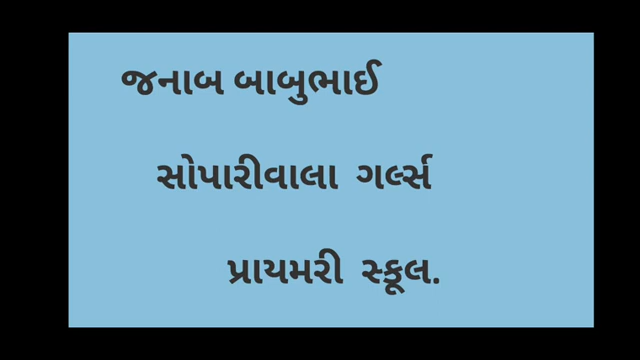 જનાબ બાબુભાઈ
સોપારીવાલા ગર્લ્સ
પ્રાયમરી સ્કૂલ.